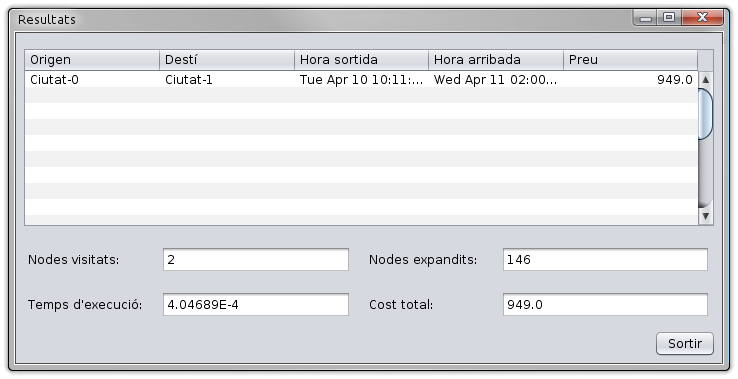 Resultats
Origen Destí Hora sortida Hora arribada Preu
Ciutat-0 Ciutat-1 Tue Apr 10 10:11:... Wed Apr 11 02:00... 949.0
Nodes visitats: 2 Nodes expandits: 146
Temps d'execució: 4.04689E-4 Cost total: 949.0
Sortir